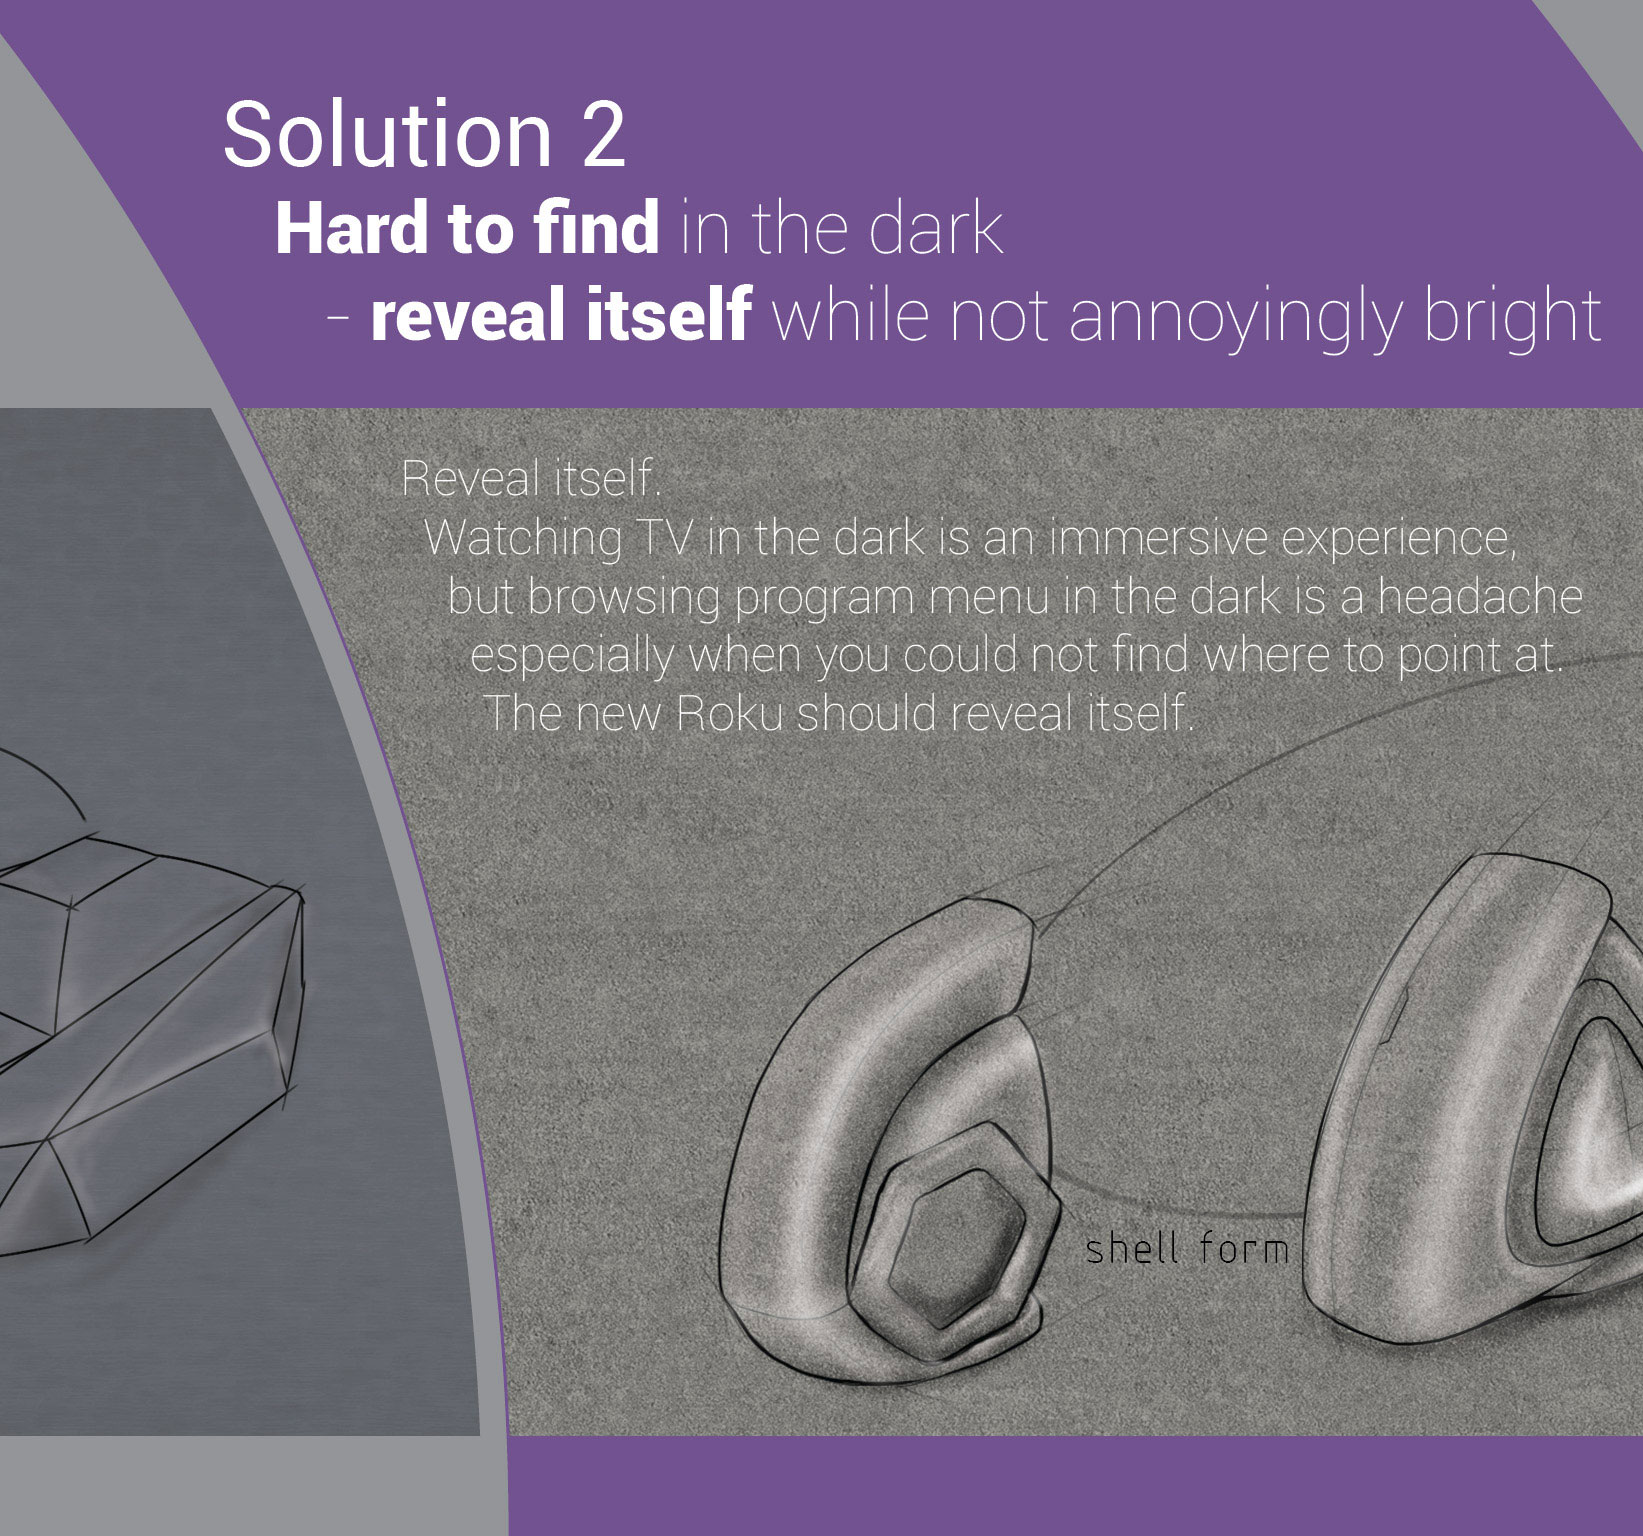 Solution 2
Hard to find in the dark
- reveal itself while not annoyingly bright
Reveal itself.
Watching TV in the dark is an immersive experience,
but browsing program menu in the dark is a headache
especially when you could not find where to point at.
The new Roku should reveal itself.
shell form